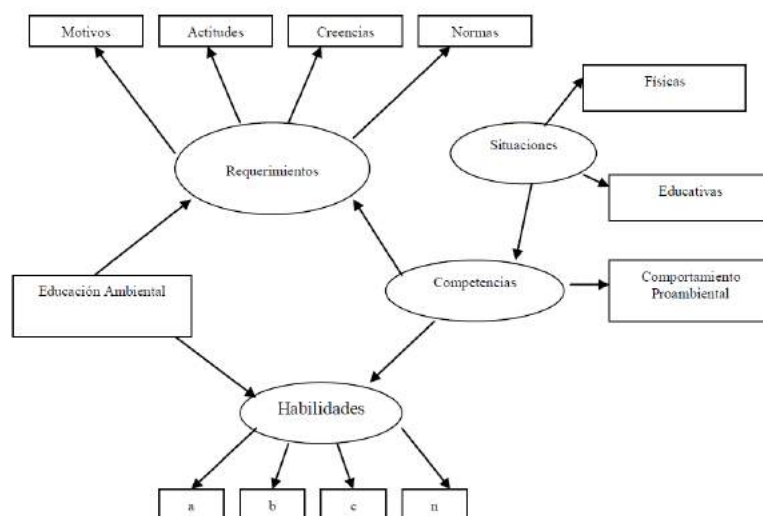 Motivos
Actitudes
Creencias
Normas
Físicas
Situaciones
Requerimientos
Educativas
Educación Ambiental
Competencias
Comportamiento
Proambiental
Habilidades
a
b
c
n